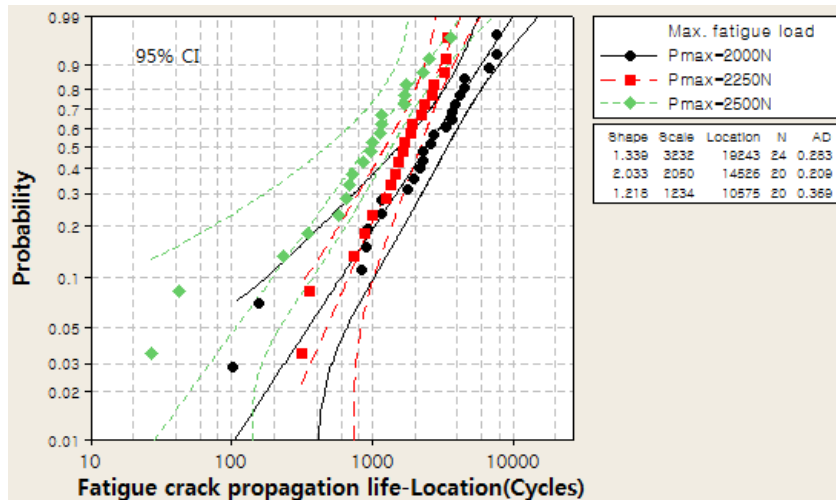 0.99
0.9
0.8
0.7
0.6
0.5
0.4
0.3
0.2
0.1
0.05
0.03
0.02
0.01
Probability
95% CI
10
100
1000
10000
Fatigue crack propagation life-Location(Cycles)
Max. fatigue load
Pmax=2000N
Pmax=2250N
Pmax=2500N
Shape Scale Location N AD
1.339 3232 19243 24 0.283
2.033 2050 14526 20 0.209
1.218 1234 10575 20 0.369